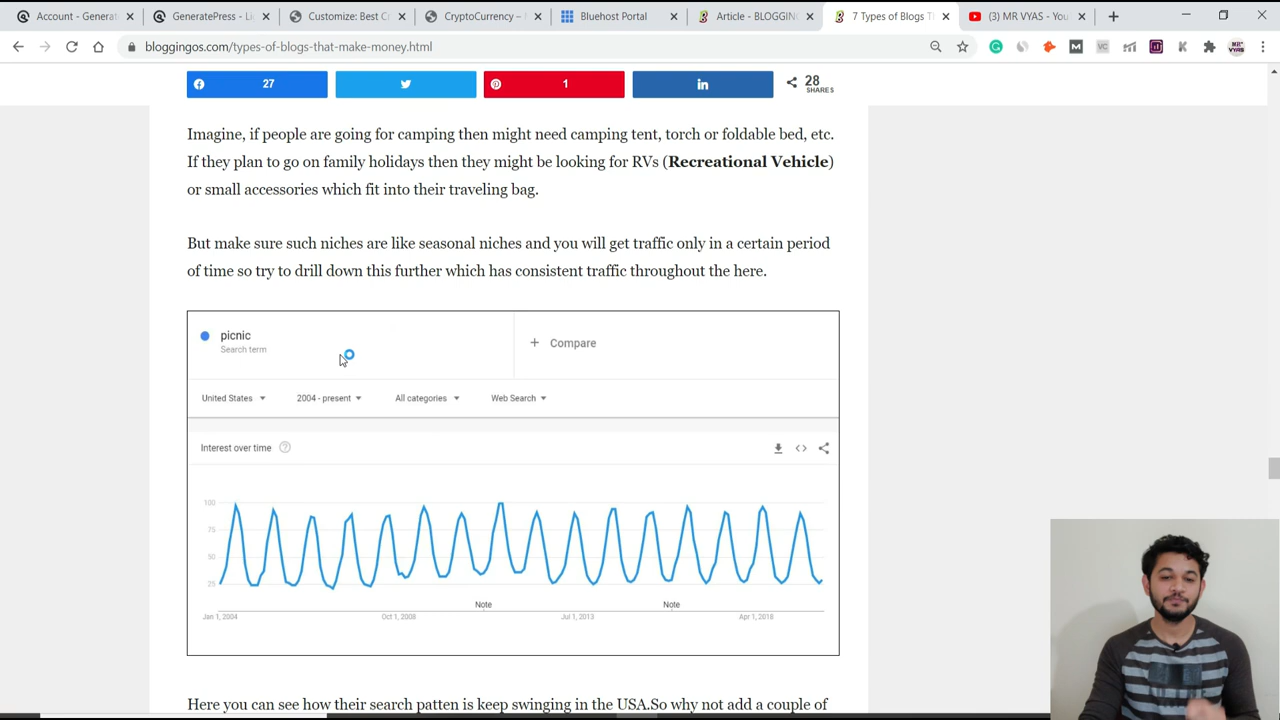 Account - Generat
GeneratePress - Li
Customize: Best C
CryptoCurrency –
Bluehost Portal
Article - BLOGGIN
7 Types of Blogs T
(3) MR VYAS - You
bloggingos.com/types-of-blogs-that-make-money.html
27
1
28
SHARES
Imagine, if people are going for camping then might need camping tent, torch or foldable bed, etc.
If they plan to go on family holidays then they might be looking for RVs (Recreational Vehicle)
or small accessories which fit into their traveling bag.
But make sure such niches are like seasonal niches and you will get traffic only in a certain period
of time so try to drill down this further which has consistent traffic throughout the here.
picnic
Search term
+ Compare
United States
2004 - present
All categories
Web Search
Interest over time
100
75
50
25
Note
Note
Jan 1, 2004
Oct 1, 2008
Jul 1, 2013
Apr 1, 2018
Here you can see how their search patten is keep swinging in the USA.So why not add a couple of